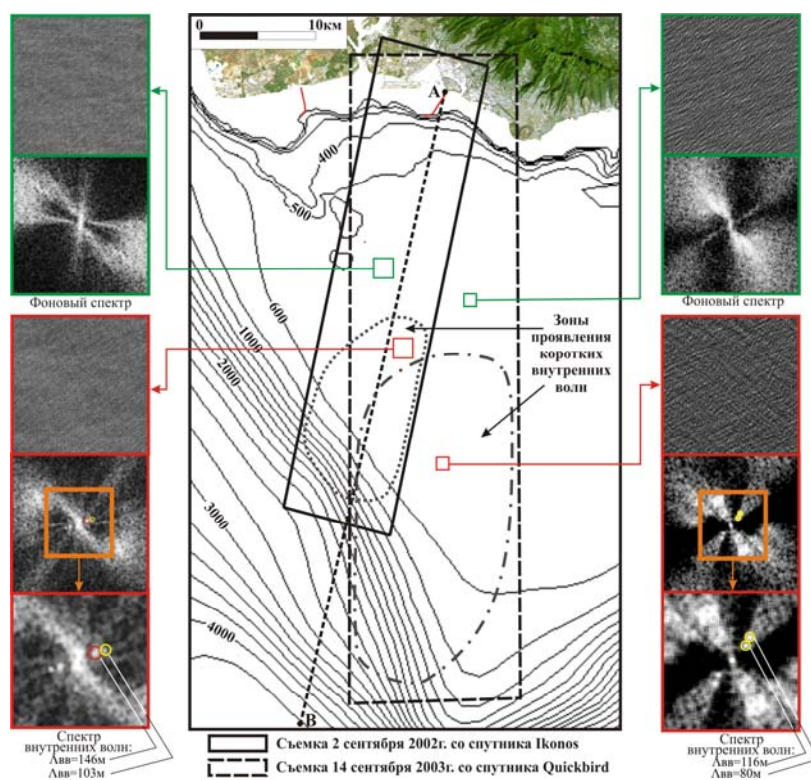 0 10км
A
400
500
600
1000
2000
3000
4000
B
Фоновый спектр
Фоновый спектр
Зоны
проявления
коротких
внутренних
волн
Спектр
внутренних волн:
Λвв=146м
Λвв=103м
Спектр
внутренних волн:
Λвв=116м
Λвв=80м
Съемка 2 сентября 2002г. со спутника Ikonos
Съемка 14 сентября 2003г. со спутника Quickbird